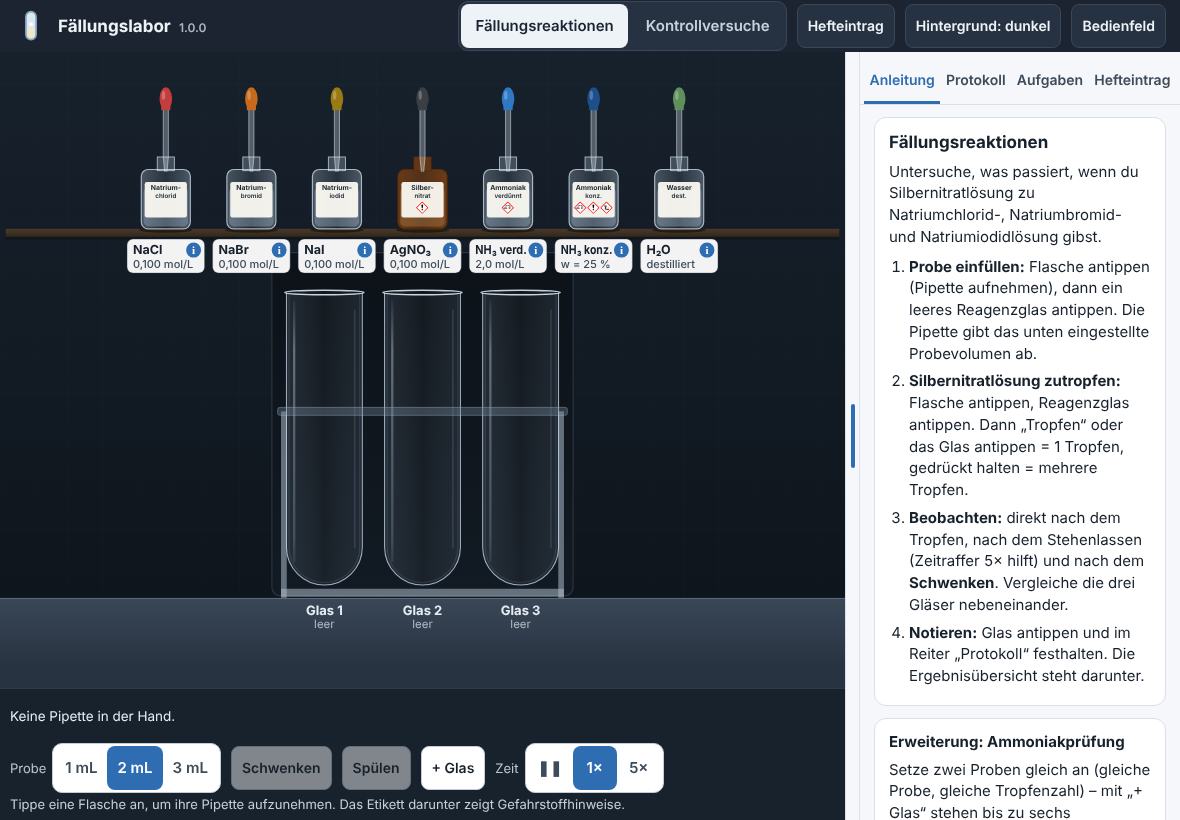 Fällungslabor 1.0.0
Fällungsreaktionen
Kontrollversuche
Hefteintrag
Hintergrund: dunkel
Bedienfeld
Natrium-
chlorid
Natrium-
bromid
Natrium-
iodid
Silber-
nitrat
Ammoniak
verdünnt
Ammoniak
konz.
Wasser
dest.
NaCl i
0,100 mol/L
NaBr i
0,100 mol/L
NaI i
0,100 mol/L
AgNO₃ i
0,100 mol/L
NH₃ verd. i
2,0 mol/L
NH₃ konz. i
w = 25 %
H₂O i
destilliert
Glas 1
leer
Glas 2
leer
Glas 3
leer
Keine Pipette in der Hand.
Probe
1 mL
2 mL
3 mL
Schwenken
Spülen
+ Glas
Zeit
1×
5×
Tippe eine Flasche an, um ihre Pipette aufzunehmen. Das Etikett darunter zeigt Gefahrstoffhinweise.
Anleitung
Protokoll
Aufgaben
Hefteintrag
Fällungsreaktionen
Untersuche, was passiert, wenn du
Silbernitratlösung zu
Natriumchlorid-, Natriumbromid-
und Natriumiodidlösung gibst.
1. Probe einfüllen: Flasche antippen
(Pipette aufnehmen), dann ein
leeres Reagenzglas antippen. Die
Pipette gibt das unten eingestellte
Probevolumen ab.
2. Silbernitratlösung zutropfen:
Flasche antippen, Reagenzglas
antippen. Dann „Tropfen“ oder
das Glas antippen = 1 Tropfen,
gedrückt halten = mehrere
Tropfen.
3. Beobachten: direkt nach dem
Tropfen, nach dem Stehenlassen
(Zeitraffer 5× hilft) und nach dem
Schwenken. Vergleiche die drei
Gläser nebeneinander.
4. Notieren: Glas antippen und im
Reiter „Protokoll“ festhalten. Die
Ergebnisübersicht steht darunter.
Erweiterung: Ammoniakprüfung
Setze zwei Proben gleich an (gleiche
Probe, gleiche Tropfenzahl) – mit „+
Glas“ stehen bis zu sechs